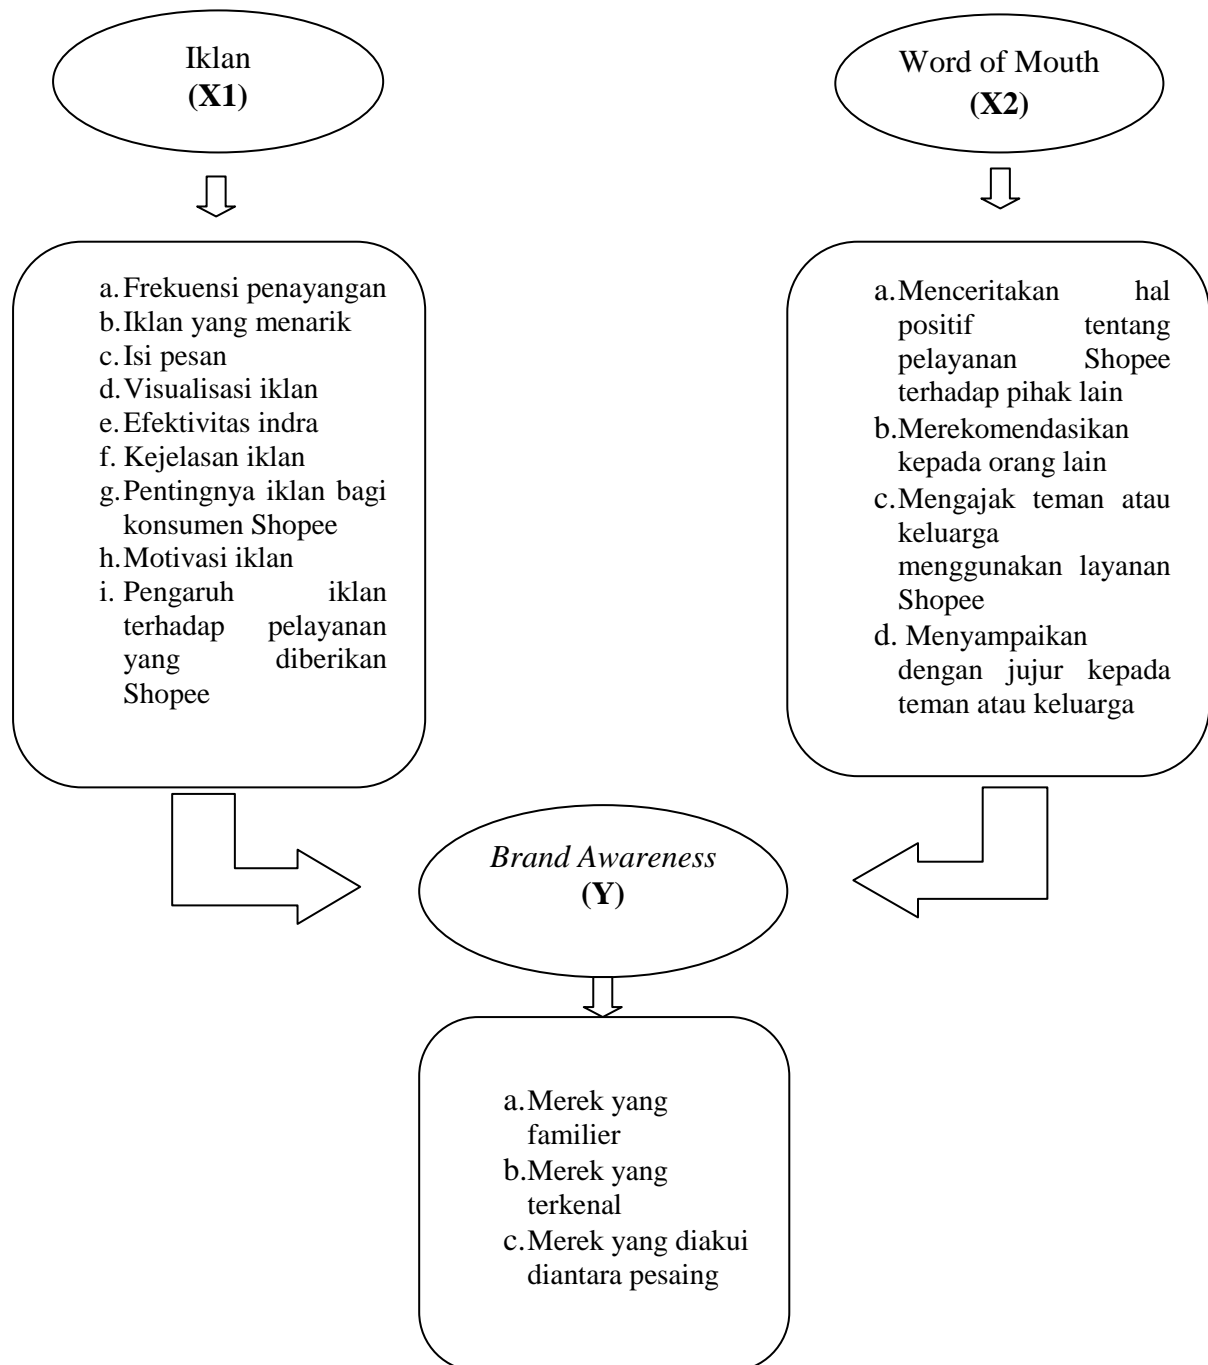 Iklan
(X1)
Word of Mouth
(X2)
a. Frekuensi penayangan
b. Iklan yang menarik
c. Isi pesan
d. Visualisasi iklan
e. Efektivitas indra
f. Kejelasan iklan
g. Pentingnya iklan bagi
konsumen Shopee
h. Motivasi iklan
i. Pengaruh iklan
terhadap pelayanan
yang diberikan
Shopee
a. Menceritakan hal
positif tentang
pelayanan Shopee
terhadap pihak lain
b. Merekomendasikan
kepada orang lain
c. Mengajak teman atau
keluarga
menggunakan layanan
Shopee
d. Menyampaikan
dengan jujur kepada
teman atau keluarga
Brand Awareness
(Y)
a. Merek yang
familier
b. Merek yang
terkenal
c. Merek yang diakui
diantara pesaing